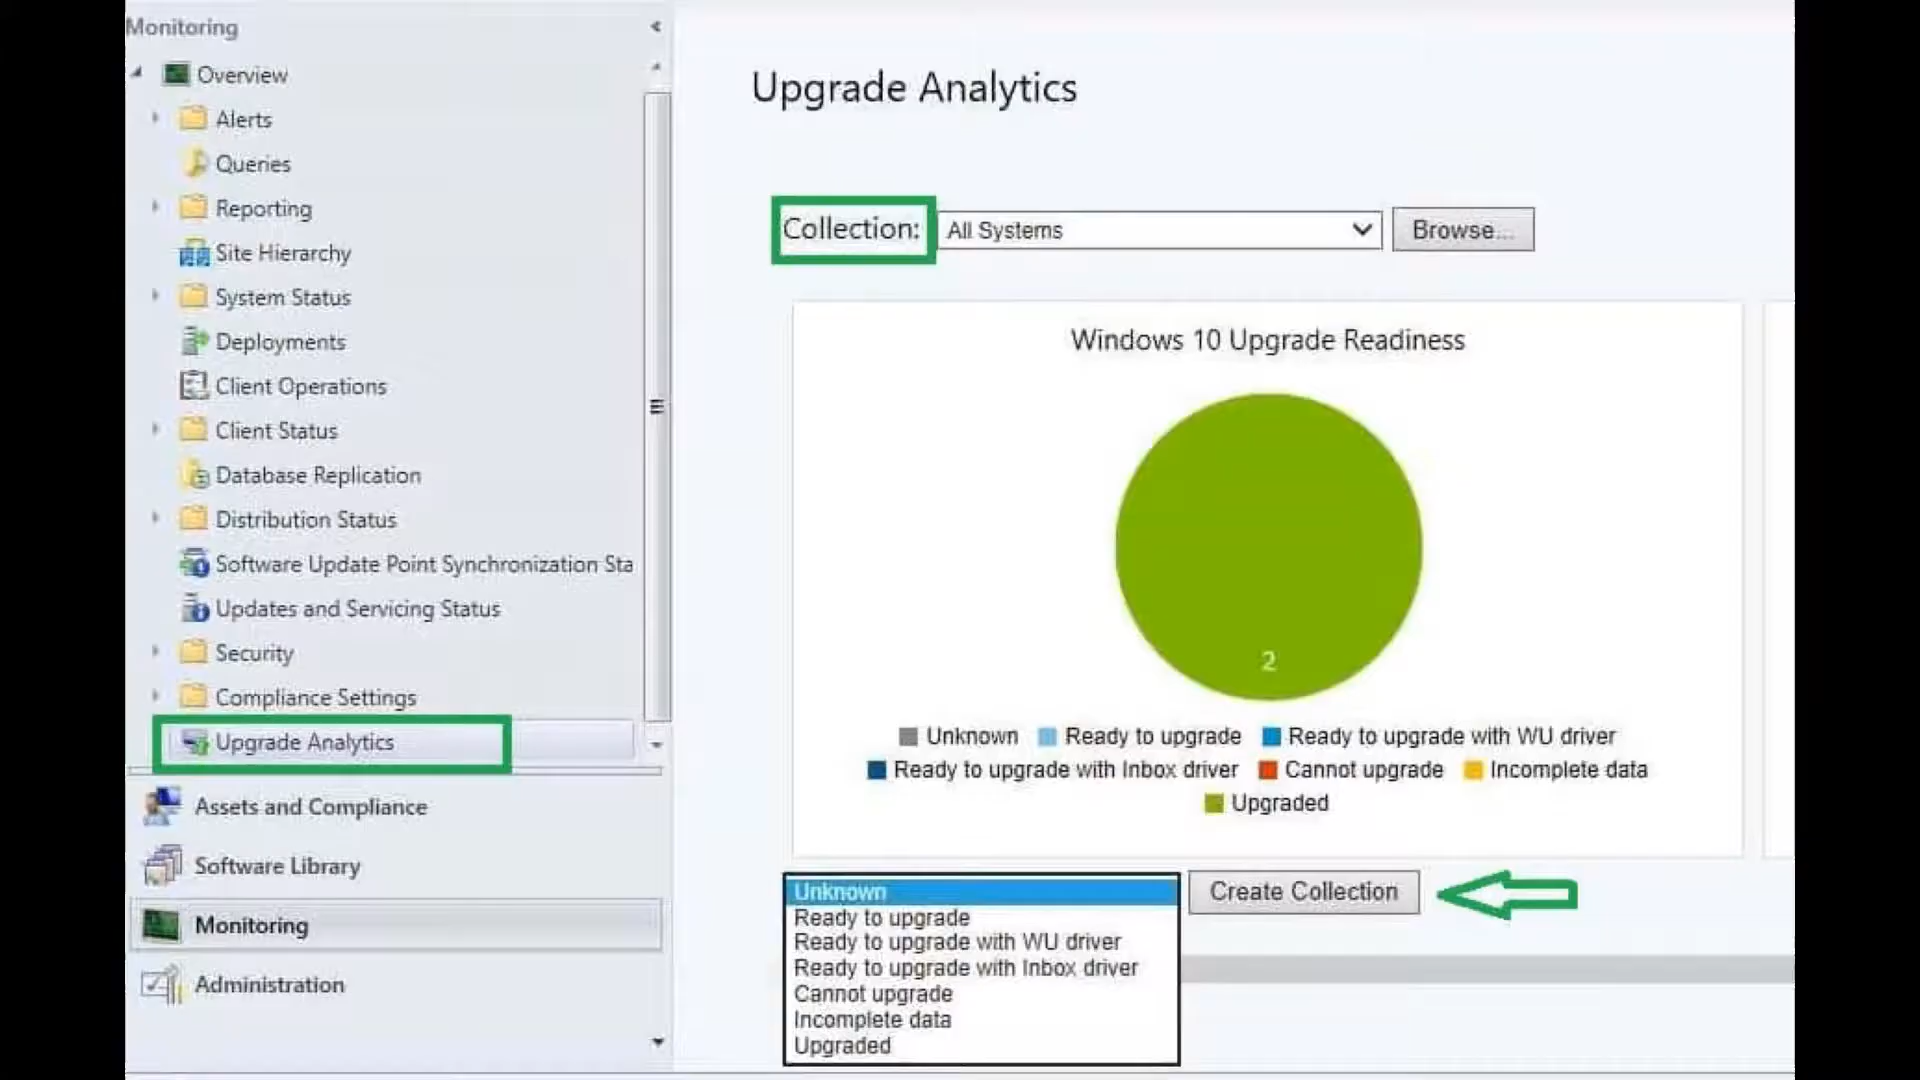 Monitoring
Overview
Alerts
Queries
Reporting
Site Hierarchy
System Status
Deployments
Client Operations
Client Status
Database Replication
Distribution Status
Software Update Point Synchronization Sta
Updates and Servicing Status
Security
Compliance Settings
Upgrade Analytics
Assets and Compliance
Software Library
Monitoring
Administration
Upgrade Analytics
Collection: All Systems Browse...
Windows 10 Upgrade Readiness
2
Unknown Ready to upgrade Ready to upgrade with WU driver
Ready to upgrade with Inbox driver Cannot upgrade Incomplete data
Upgraded
Unknown Create Collection
Ready to upgrade
Ready to upgrade with WU driver
Ready to upgrade with Inbox driver
Cannot upgrade
Incomplete data
Upgraded